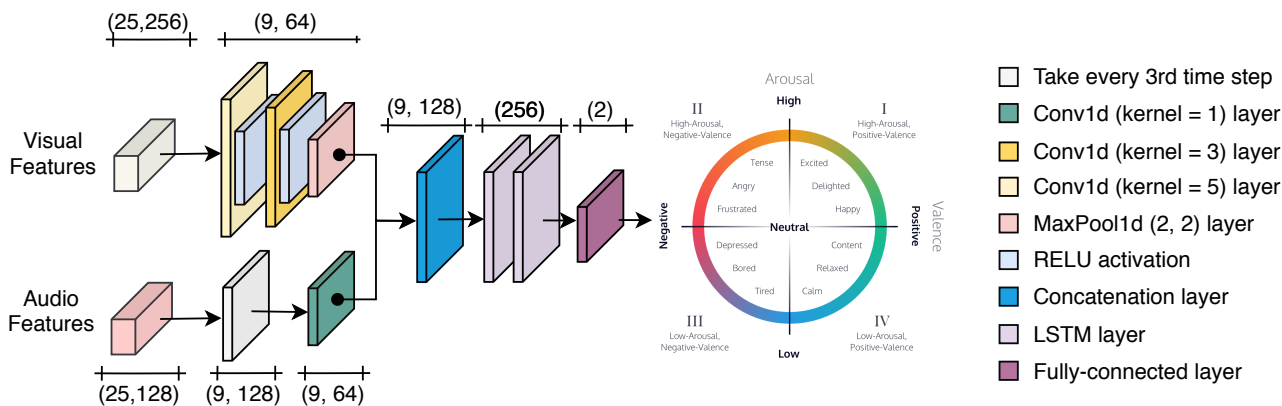 (25,256)
(9, 64)
Visual
Features
(9, 128)
(256)
(2)
Audio
Features
(25,128)
(9, 128)
(9, 64)
Arousal
High
II
High-Arousal,
Negative-Valence
I
High-Arousal,
Positive-Valence
Tense
Excited
Angry
Delighted
Frustrated
Happy
Negative
Neutral
Positive
Valence
Depressed
Content
Bored
Relaxed
Tired
Calm
III
Low-Arousal,
Negative-Valence
IV
Low-Arousal,
Positive-Valence
Low
Take every 3rd time step
Conv1d (kernel = 1) layer
Conv1d (kernel = 3) layer
Conv1d (kernel = 5) layer
MaxPool1d (2, 2) layer
RELU activation
Concatenation layer
LSTM layer
Fully-connected layer